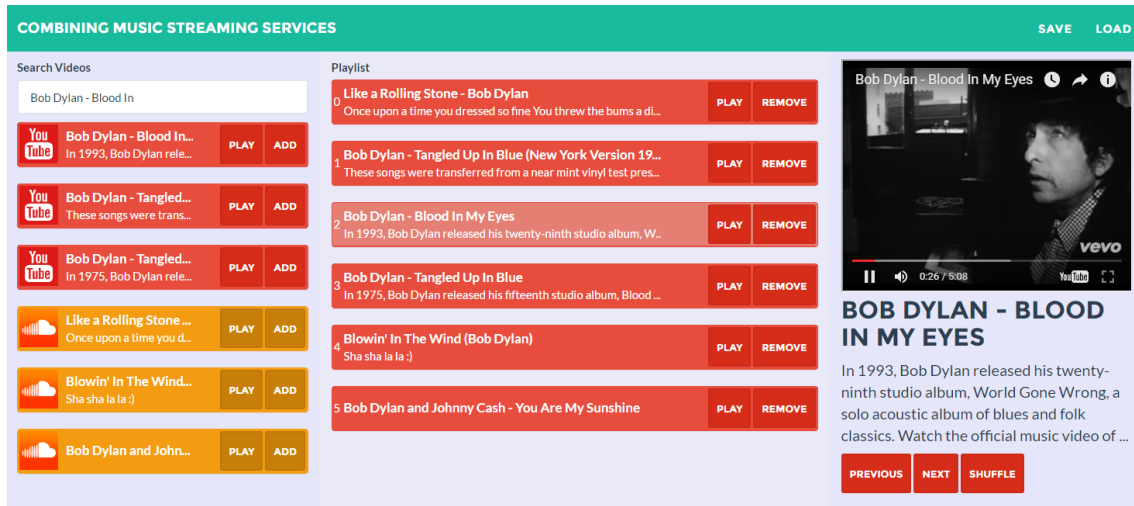 COMBINING MUSIC STREAMING SERVICES
SAVE LOAD
Search Videos
Bob Dylan - Blood In
You Tube
Bob Dylan - Blood In...
In 1993, Bob Dylan rele...
PLAY ADD
You Tube
Bob Dylan - Tangled...
These songs were trans...
PLAY ADD
You Tube
Bob Dylan - Tangled...
In 1975, Bob Dylan rele...
PLAY ADD
Like a Rolling Stone ...
Once upon a time you d...
PLAY ADD
Blowin' In The Wind...
Sha sha la la :)
PLAY ADD
Bob Dylan and John...
PLAY ADD
Playlist
0 Like a Rolling Stone - Bob Dylan
Once upon a time you dressed so fine You threw the bums a di...
PLAY REMOVE
1 Bob Dylan - Tangled Up In Blue (New York Version 19...
These songs were transferred from a near mint vinyl test pres...
PLAY REMOVE
2 Bob Dylan - Blood In My Eyes
In 1993, Bob Dylan released his twenty-ninth studio album, W..
PLAY REMOVE
3 Bob Dylan - Tangled Up In Blue
In 1975, Bob Dylan released his fifteenth studio album, Blood ...
PLAY REMOVE
4 Blowin' In The Wind (Bob Dylan)
Sha sha la la :)
PLAY REMOVE
5 Bob Dylan and Johnny Cash - You Are My Sunshine
PLAY REMOVE
Bob Dylan - Blood In My Eyes
vevo
0:26 / 5:08
YouTube
BOB DYLAN - BLOOD
IN MY EYES
In 1993, Bob Dylan released his twenty-
ninth studio album, World Gone Wrong, a
solo acoustic album of blues and folk
classics. Watch the official music video of ...
PREVIOUS NEXT SHUFFLE